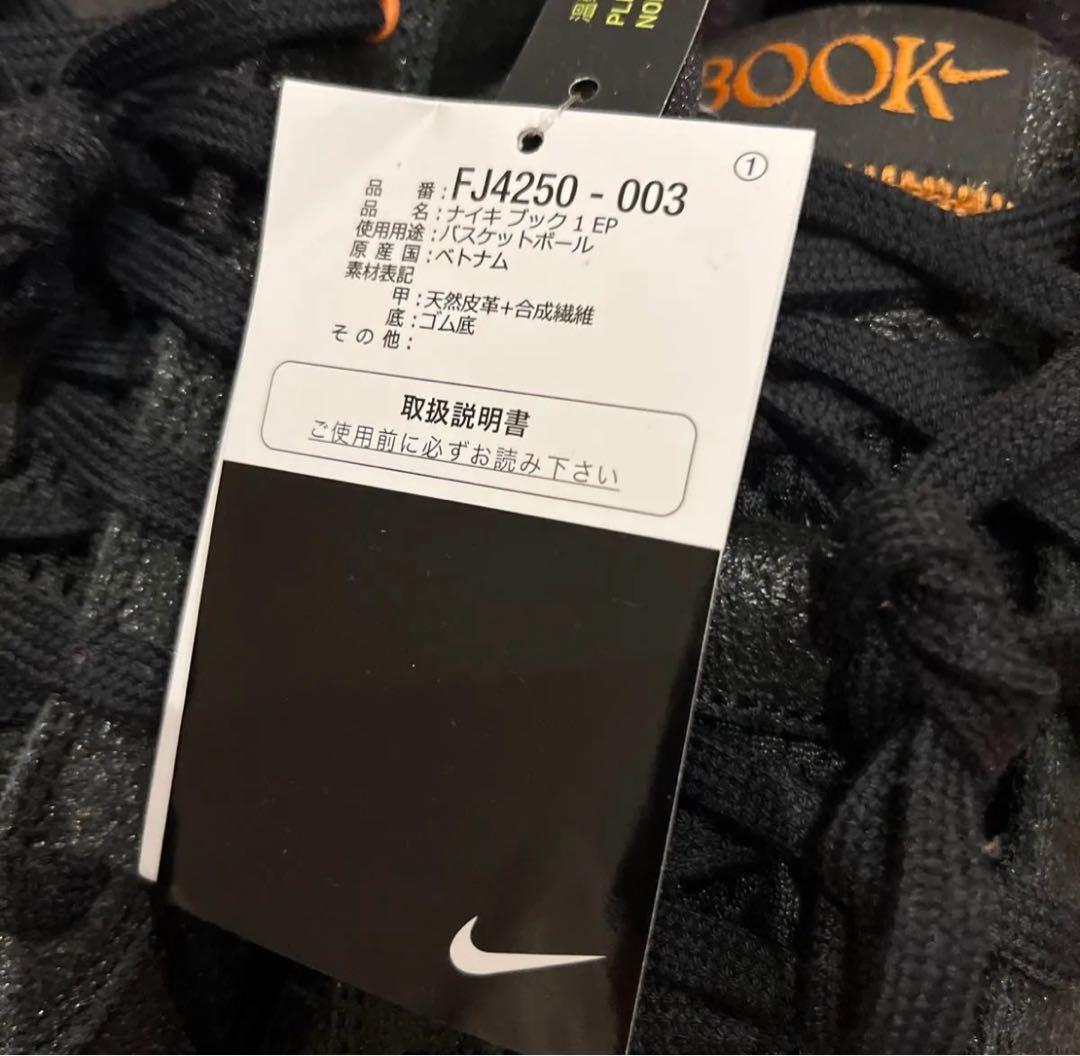 PL
NO
BOOK
①
品 番:FJ4250 - 003
品 名:ナイキ ブック 1 EP
使用用途:バスケットボール
原産国:ベトナム
素材表記
甲:天然皮革+合成繊維
底:ゴム底
その他:
取扱説明書
ご使用前に必ずお読み下さい